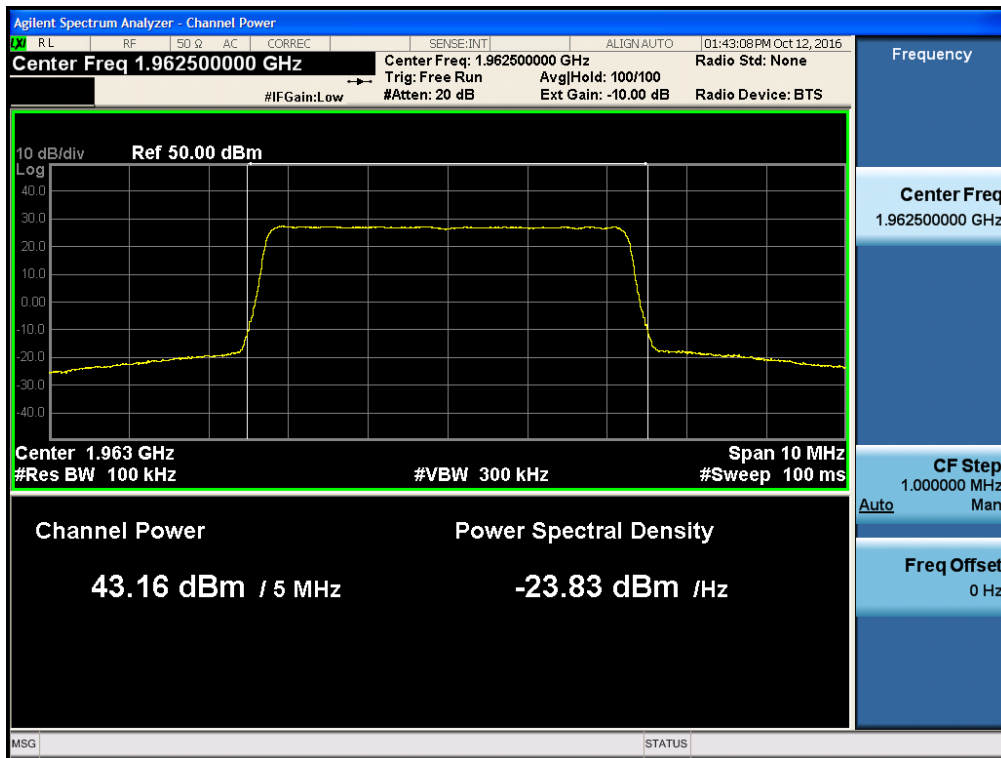 Agilent Spectrum Analyzer - Channel Power
LXI RL RF 50 Ω AC CORREC SENSE:INT ALIGN AUTO 01:43:08 PM Oct 12, 2016
Center Freq 1.962500000 GHz
Center Freq: 1.962500000 GHz Radio Std: None
Trig: Free Run Avg|Hold: 100/100
#IFGain:Low #Atten: 20 dB Ext Gain: -10.00 dB Radio Device: BTS
Frequency
10 dB/div Ref 50.00 dBm
Log
40.0
30.0
20.0
10.0
0.00
-10.0
-20.0
-30.0
-40.0
Center 1.963 GHz Span 10 MHz
#Res BW 100 kHz #VBW 300 kHz #Sweep 100 ms
Channel Power Power Spectral Density
43.16 dBm / 5 MHz -23.83 dBm /Hz
Center Freq
1.962500000 GHz
CF Step
1.000000 MHz
Auto Man
Freq Offset
0 Hz
MSG STATUS